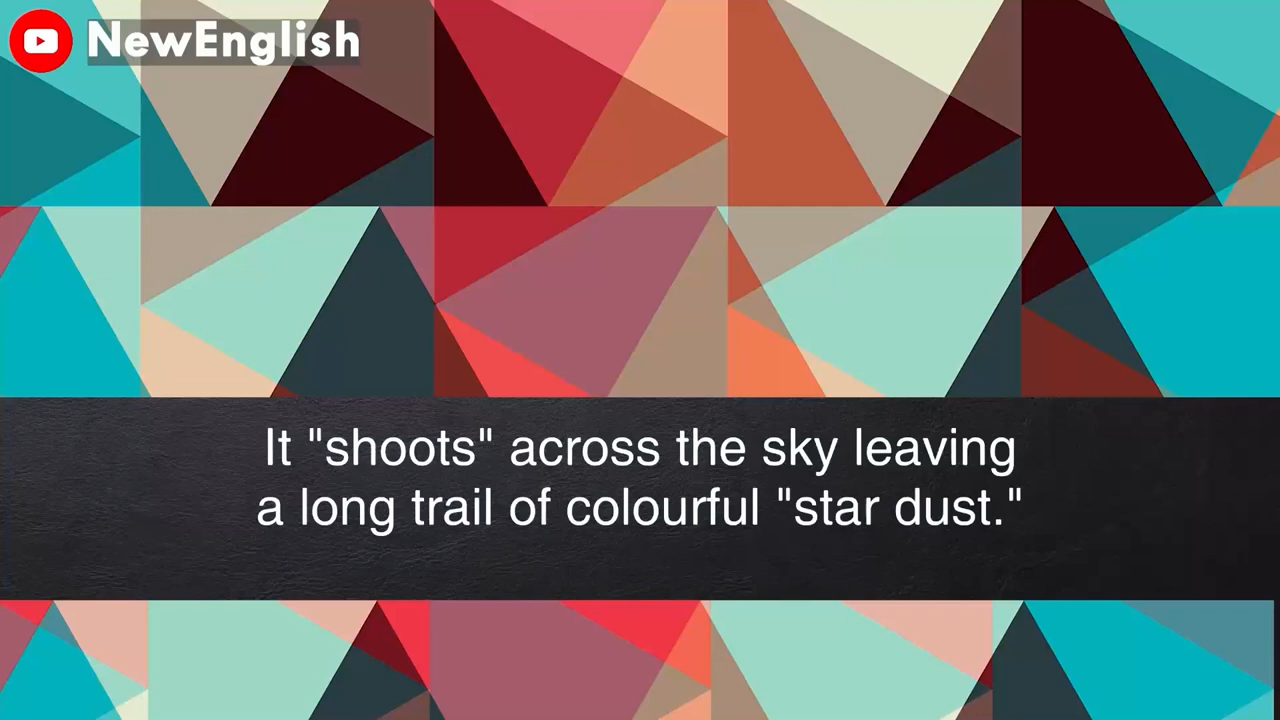 NewEnglish
It "shoots" across the sky leaving
a long trail of colourful "star dust."